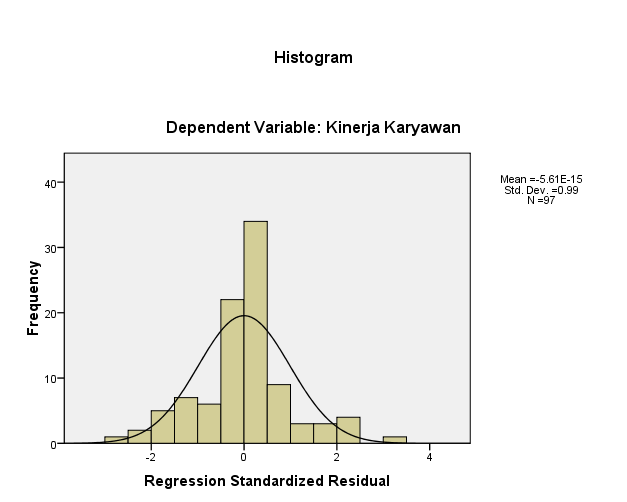 Histogram
Dependent Variable: Kinerja Karyawan
Mean =-5.61E-15
Std. Dev. =0.99
N =97
40
30
20
10
0
Frequency
-2 0 2 4
Regression Standardized Residual